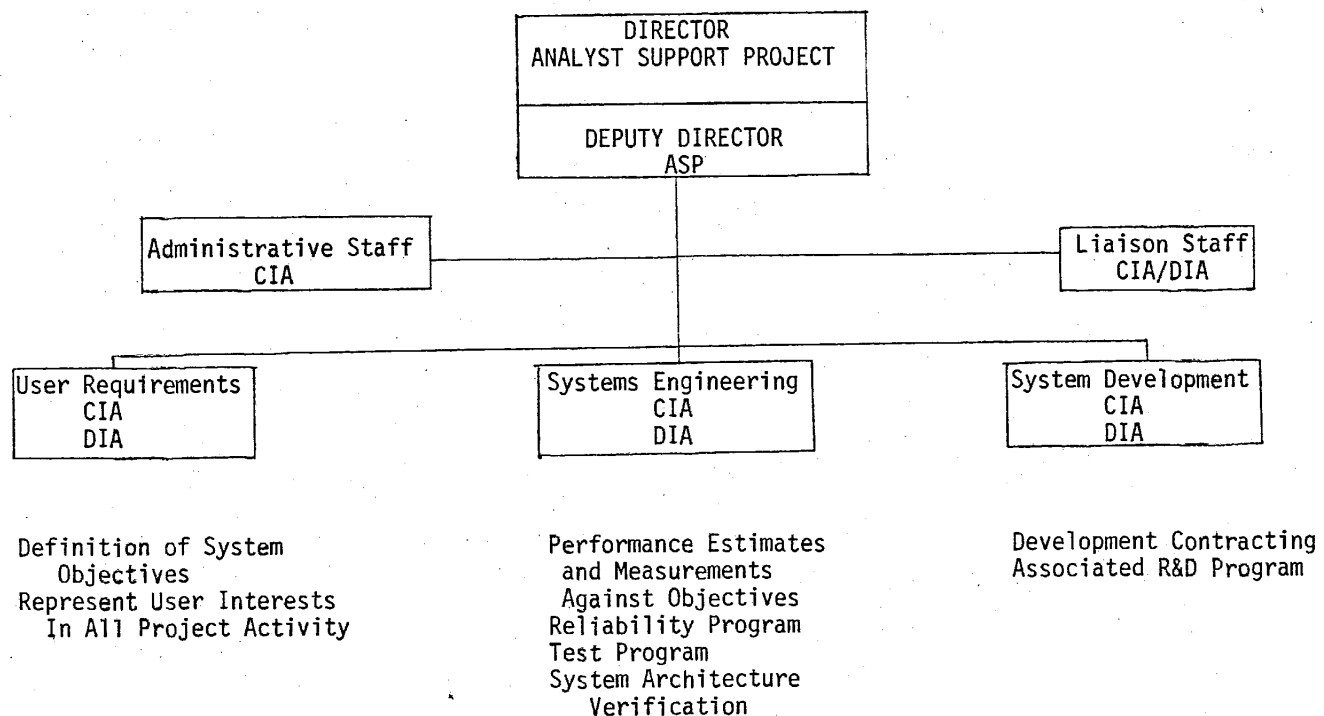 DIRECTOR
ANALYST SUPPORT PROJECT
DEPUTY DIRECTOR
ASP
Administrative Staff
CIA
Liaison Staff
CIA/DIA
User Requirements
CIA
DIA
Systems Engineering
CIA
DIA
System Development
CIA
DIA
Definition of System
Objectives
Represent User Interests
In All Project Activity
Performance Estimates
and Measurements
Against Objectives
Reliability Program
Test Program
System Architecture
Verification
Development Contracting
Associated R&D Program